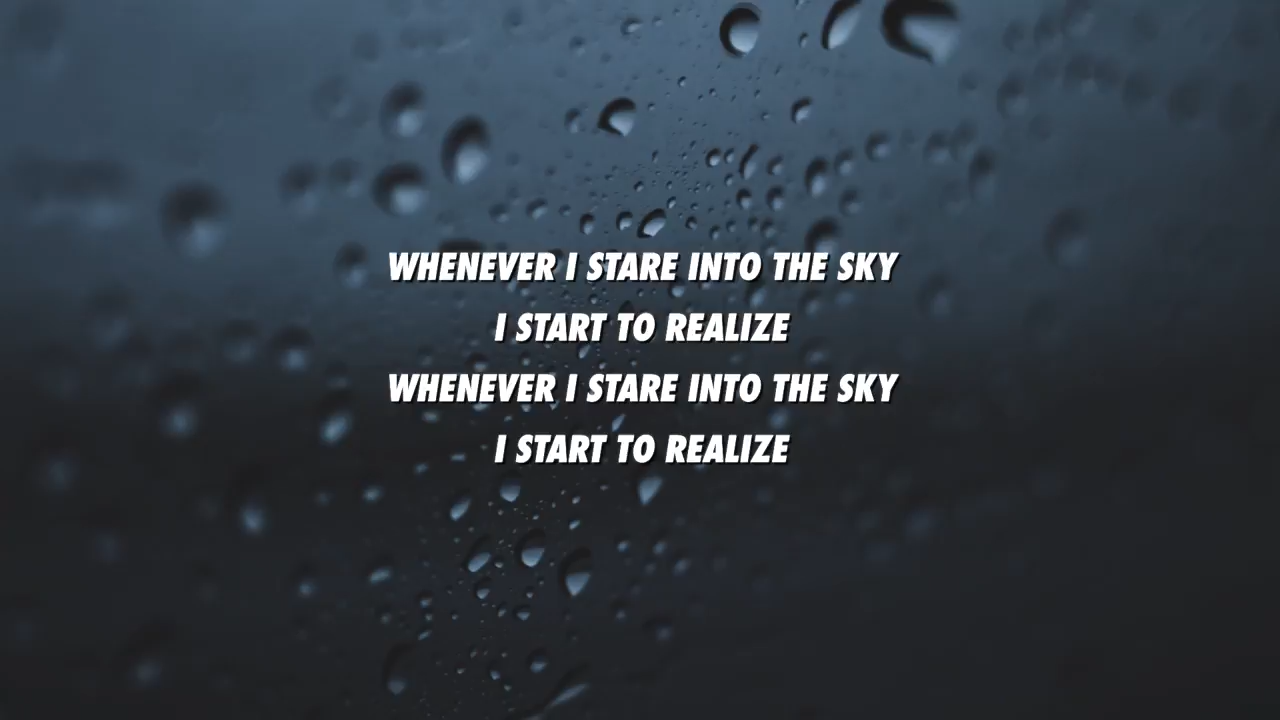 WHENEVER I STARE INTO THE SKY
I START TO REALIZE
WHENEVER I STARE INTO THE SKY
I START TO REALIZE